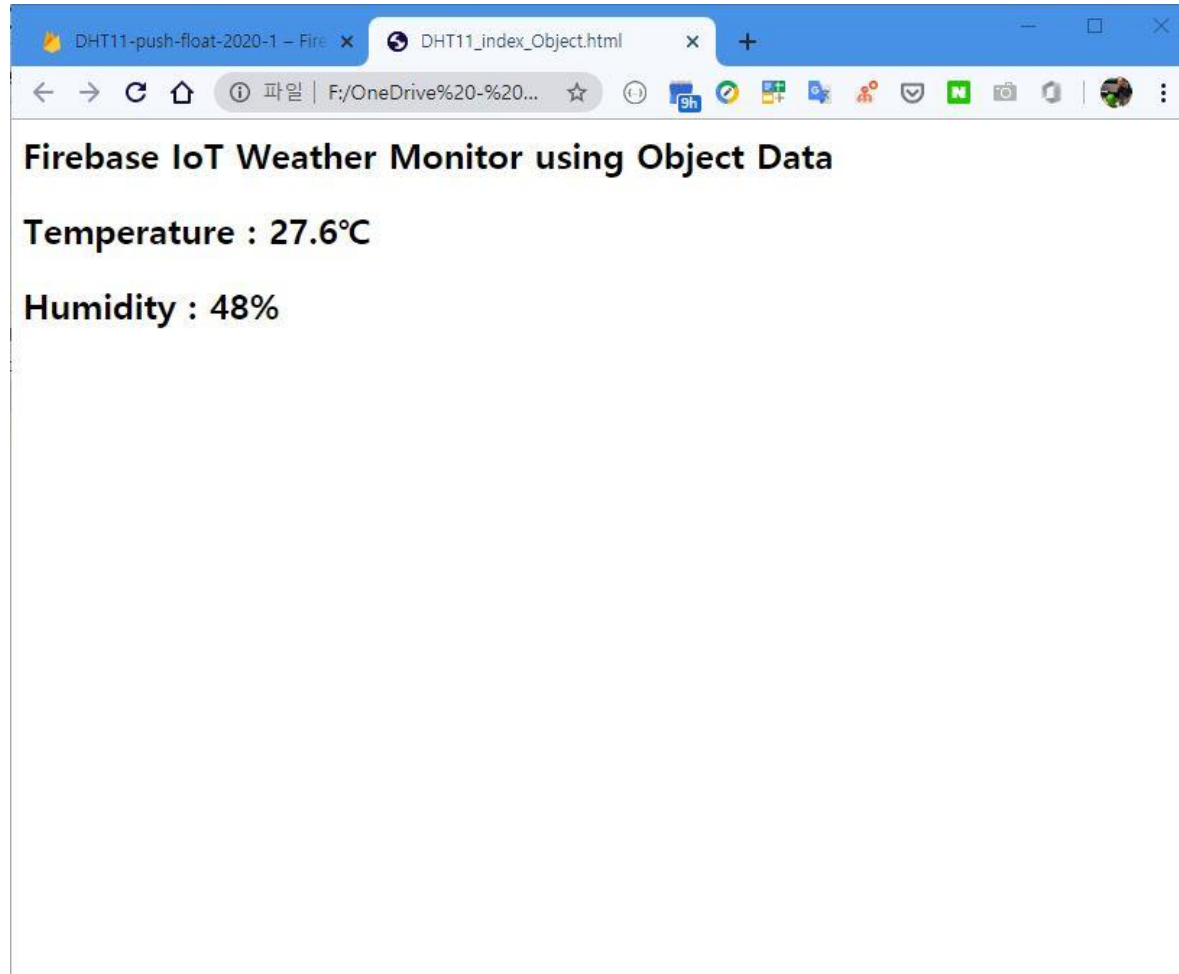 DHT11-push-float-2020-1 – Fire
DHT11_index_Object.html
파일 | F:/OneDrive%20-%20...
9h
N
Firebase IoT Weather Monitor using Object Data
Temperature : 27.6℃
Humidity : 48%